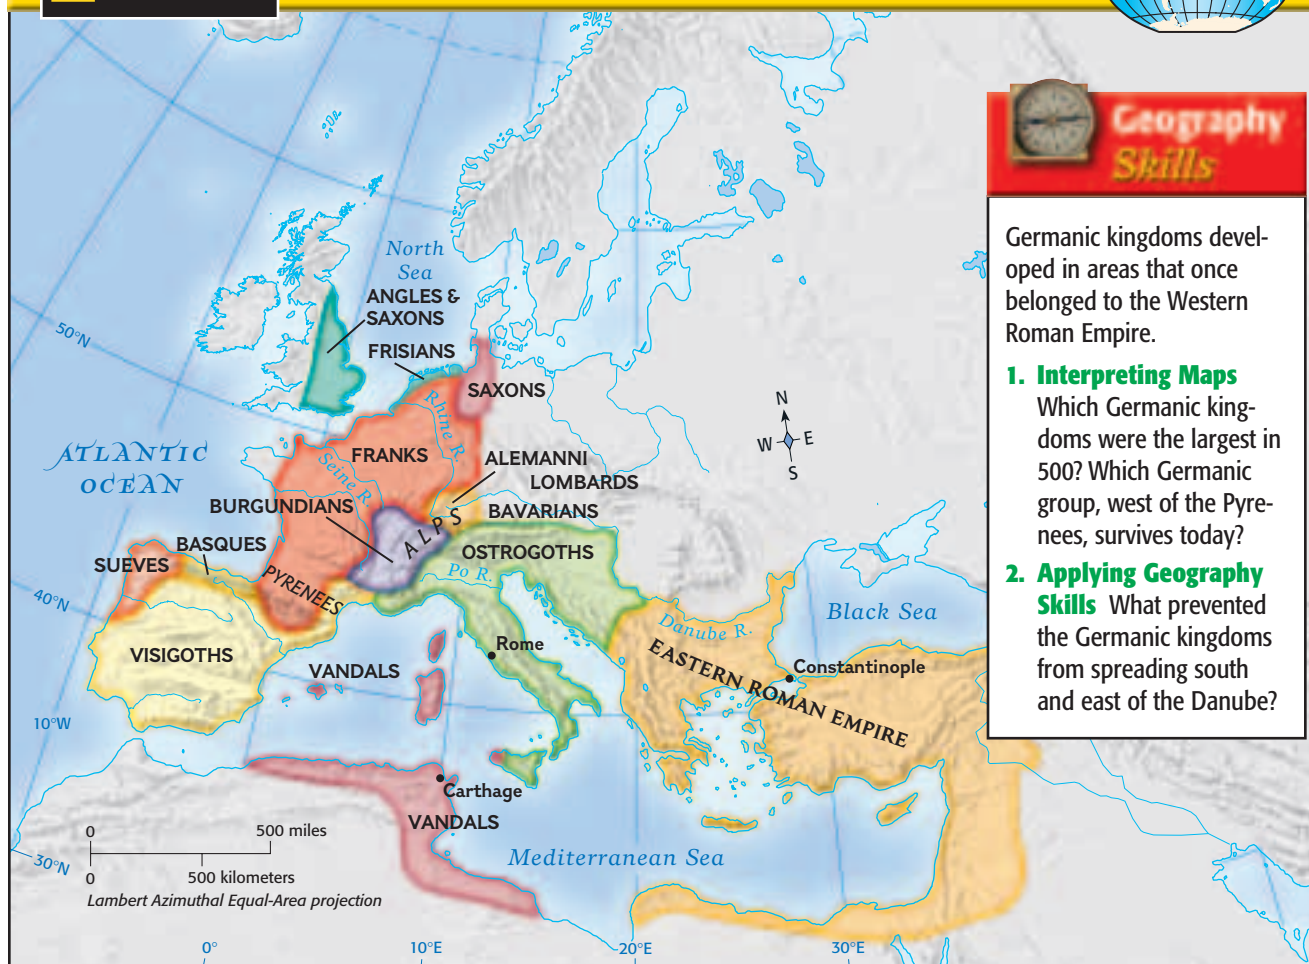 North
Sea
ANGLES &
SAXONS
FRISIANS
SAXONS
50°N
Rhine R.
ATLANTIC
OCEAN
FRANKS
Seine R.
ALEMANNI
LOMBARDS
BURGUNDIANS
BAVARIANS
ALPS
BASQUES
SUEVES
OSTROGOTHS
PYRENEES
Po R.
40°N
Black Sea
Danube R.
VISIGOTHS
Rome
VANDALS
EASTERN ROMAN EMPIRE
Constantinople
10°W
Carthage
VANDALS
Mediterranean Sea
N
W E
S
0 500 miles
0 500 kilometers
Lambert Azimuthal Equal-Area projection
30°N
0° 10°E 20°E 30°E
Geography
Skills
Germanic kingdoms devel-
oped in areas that once
belonged to the Western
Roman Empire.
1. Interpreting Maps
Which Germanic king-
doms were the largest in
500? Which Germanic
group, west of the Pyre-
nees, survives today?
2. Applying Geography
Skills What prevented
the Germanic kingdoms
from spreading south
and east of the Danube?